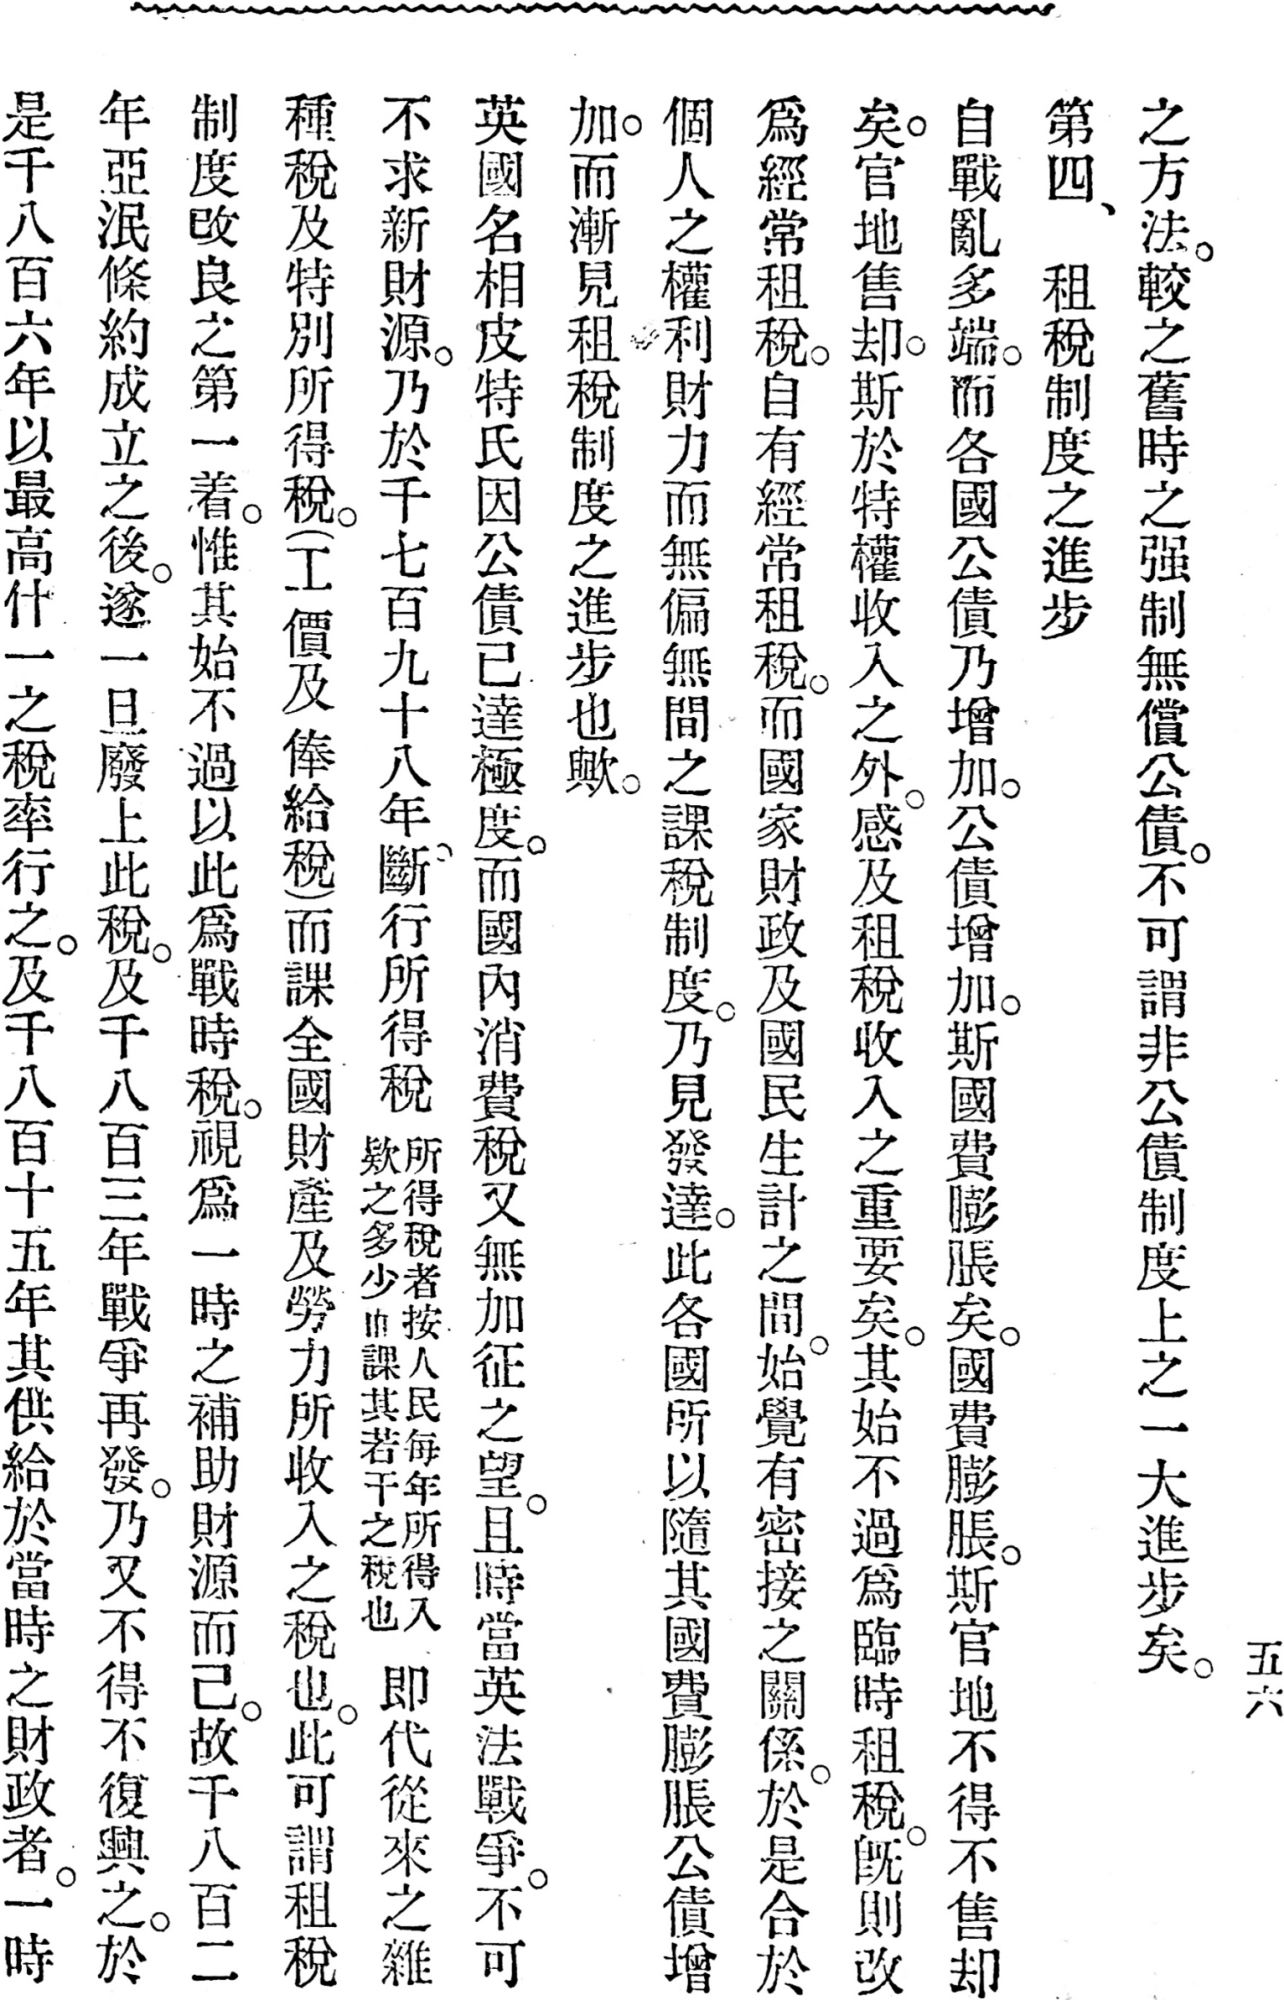 五六
之方法。較之舊時之强制無償公債。不可謂非公債制度上之一大進步矣。
第四、租稅制度之進步
自戰亂多端。而各國公債乃增加。公債增加。斯國費膨脹矣。國費膨脹。斯官地不得不售却
矣。官地售却。斯於特權收入之外。感及租稅收入之重要矣。其始不過爲臨時租稅。旣則改
爲經常租稅。自有經常租稅。而國家財政及國民生計之間。始覺有密接之關係。於是合於
個人之權利財力而無偏無間之課稅制度。乃見發達。此各國所以隨其國費膨脹公債增
加。而漸見租稅制度之進步也歟。
英國名相皮特氏因公債已達極度。而國內消費稅又無加征之望。且時當英法戰爭。不可
不求新財源。乃於千七百九十八年、斷行所得稅所得稅者按人民每年所得入欵之多少而課其若干之稅也即代從來之雜
種稅及特別所得稅。（工價及俸給稅）而課全國財產及勞力所收入之稅也。此可謂租稅
制度改良之第一着。惟其始不過以此爲戰時稅。視爲一時之補助財源而已。故千八百二
年亞泯條約成立之後。遂一旦廢上此稅。及千八百三年戰爭再發。乃又不得不復興之。於
是千八百六年以最高什一之稅率行之。及千八百十五年其供給於當時之財政者。一時